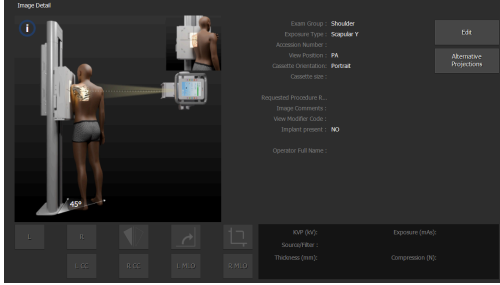 Image Detail
i
45°
Exam Group : Shoulder
Exposure Type : Scapular Y
Accession Number :
View Position : PA
Cassette Orientation: Portrait
Cassette size :
Requested Procedure R...
Image Comments :
View Modifier Code :
Implant present : NO
Operator Full Name :
Edit
Alternative
Projections
L
R
L CC
R CC
L MLO
R MLO
KVP (kV):
Exposure (mAs):
Source/Filter :
Thickness (mm):
Compression (N):